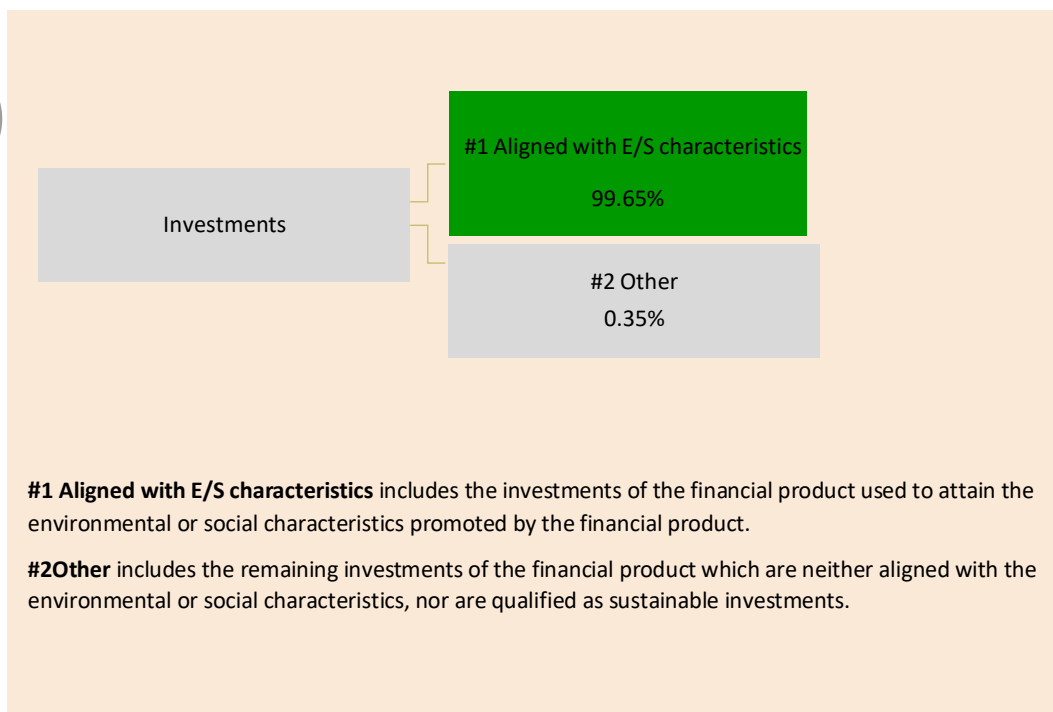 #1 Aligned with E/S characteristics
99.65%
Investments
#2 Other
0.35%
#1 Aligned with E/S characteristics includes the investments of the financial product used to attain the
environmental or social characteristics promoted by the financial product.
#2Other includes the remaining investments of the financial product which are neither aligned with the
environmental or social characteristics, nor are qualified as sustainable investments.